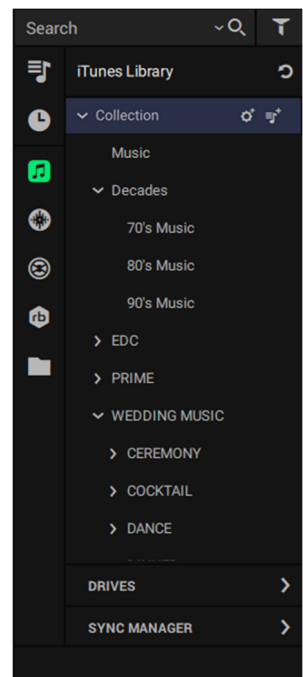 Search
iTunes Library
Collection
Music
Decades
70's Music
80's Music
90's Music
EDC
PRIME
rb
WEDDING MUSIC
CEREMONY
COCKTAIL
DANCE
DRIVES
SYNC MANAGER